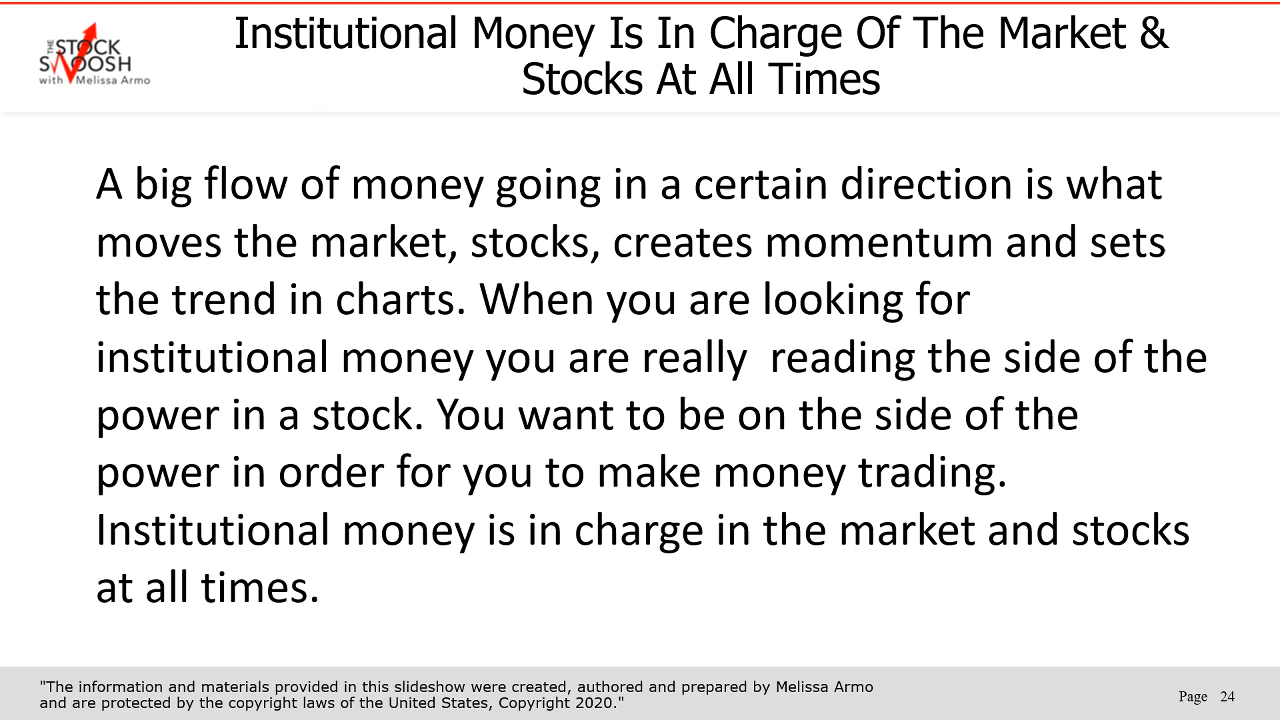 Institutional Money Is In Charge Of The Market &
Stocks At All Times
THE STOCK
SWOOSH
with Melissa Armo
A big flow of money going in a certain direction is what
moves the market, stocks, creates momentum and sets
the trend in charts. When you are looking for
institutional money you are really  reading the side of the
power in a stock. You want to be on the side of the
power in order for you to make money trading.
Institutional money is in charge in the market and stocks
at all times.
"The information and materials provided in this slideshow were created, authored and prepared by Melissa Armo
and are protected by the copyright laws of the United States, Copyright 2020."
Page 24